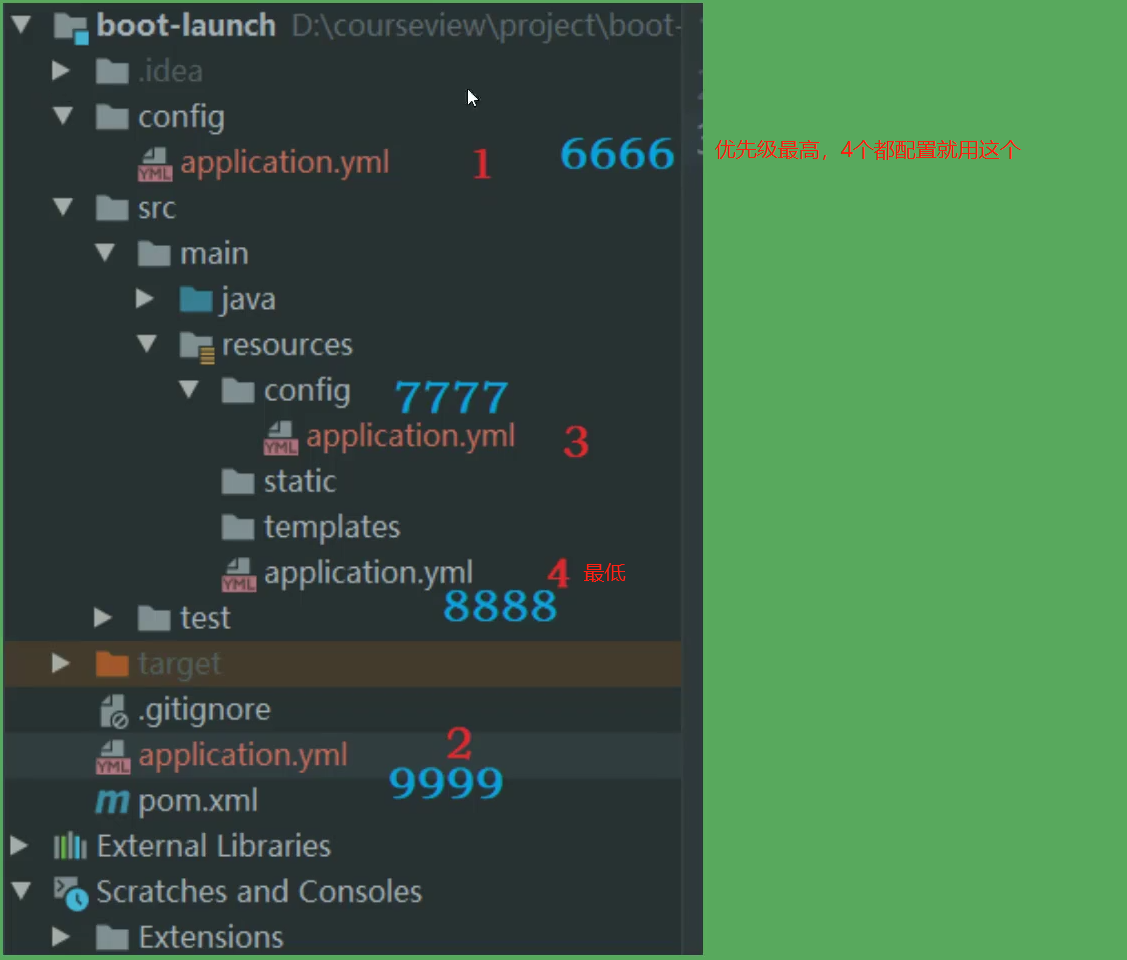 boot-launch D:\courseview\project\boot-
.idea
config
application.yml 1 6666 优先级最高，4个都配置就用这个
src
main
java
resources
config 7777
application.yml 3
static
templates
application.yml 4 最低
8888
test
target
.gitignore
application.yml 2
9999
pom.xml
External Libraries
Scratches and Consoles
Extensions